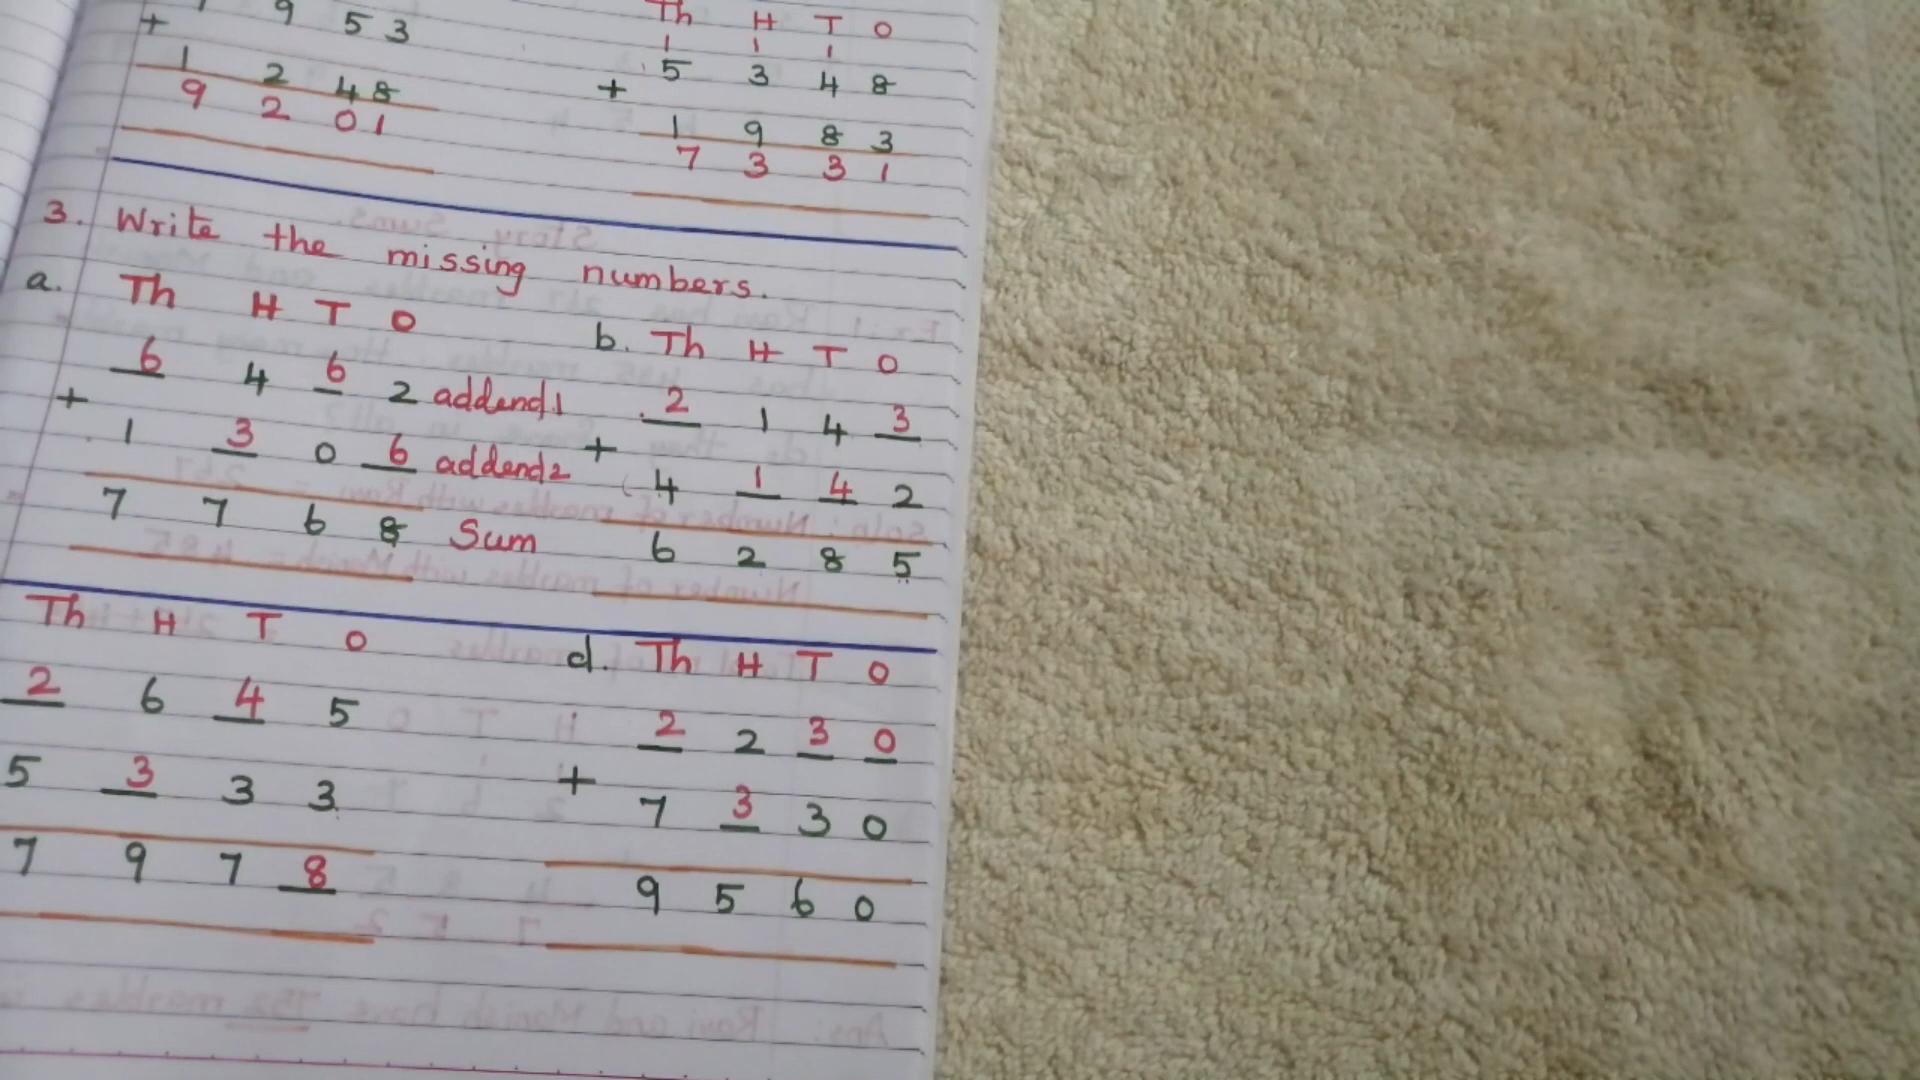 7 9 5 3
+
1 2 4 8
9 2 0 1
Th H T O
1 1 1
5 3 4 8
+
1 9 8 3
7 3 3 1
3. Write the missing numbers.
a. Th H T O
6 4 6 2 addend1
+
1 3 0 6 addend2
7 7 6 8 Sum
b. Th H T O
2 1 4 3
+
4 1 4 2
6 2 8 5
Th H T O
2 6 4 5
5 3 3 3
7 9 7 8
d. Th H T O
2 2 3 0
+
7 3 3 0
9 5 6 0